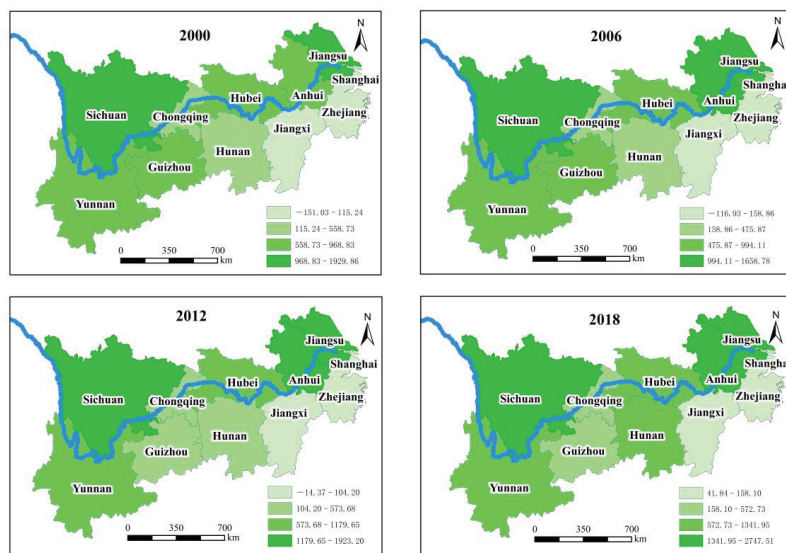 2000
N
Jiangsu
Shanghai
Hubei
Anhui
Sichuan
Chongqing
Zhejiang
Jiangxi
Hunan
Guizhou
Yunnan
-151.03-115.24
115.24-558.73
558.73-968.83
968.83-1929.86
0 350 700
km
2006
N
Jiangsu
Shanghai
Hubei
Anhui
Sichuan
Chongqing
Zhejiang
Jiangxi
Hunan
Guizhou
Yunnan
-116.93-158.86
158.86-475.87
475.87-994.11
994.11-1658.78
0 350 700
km
2012
N
Jiangsu
Shanghai
Hubei
Anhui
Sichuan
Chongqing
Zhejiang
Jiangxi
Hunan
Guizhou
Yunnan
-14.37-104.20
104.20-573.68
573.68-1179.65
1179.65-1923.20
0 350 700
km
2018
N
Jiangsu
Shanghai
Hubei
Anhui
Sichuan
Chongqing
Zhejiang
Jiangxi
Hunan
Guizhou
Yunnan
41.84-158.10
158.10-572.73
572.73-1341.95
1341.95-2747.51
0 350 700
km